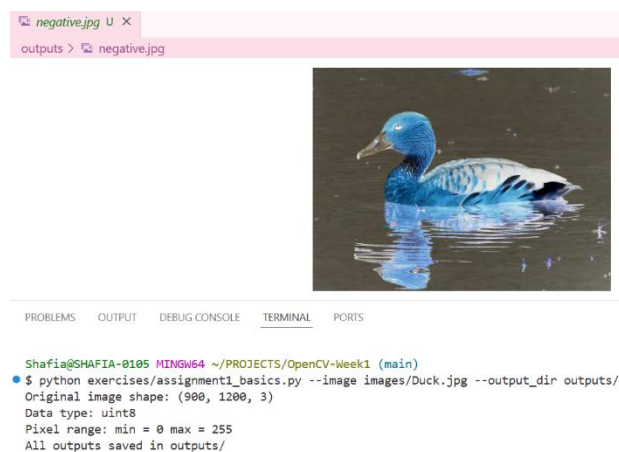 negative.jpg U ×
outputs > negative.jpg
PROBLEMS OUTPUT DEBUG CONSOLE TERMINAL PORTS
Shafia@SHAFIA-0105 MINGW64 ~/PROJECTS/OpenCV-Week1 (main)
$ python exercises/assignment1_basics.py --image images/Duck.jpg --output_dir outputs/
Original image shape: (900, 1200, 3)
Data type: uint8
Pixel range: min = 0 max = 255
All outputs saved in outputs/